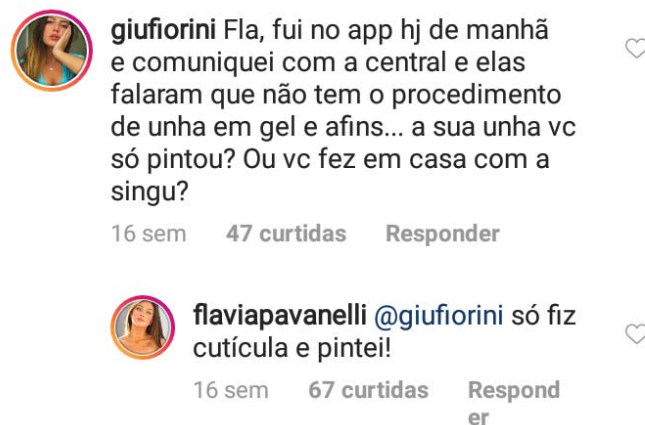 giufiorini Fla, fui no app hj de manhã
e comuniquei com a central e elas
falaram que não tem o procedimento
de unha em gel e afins... a sua unha vc
só pintou? Ou vc fez em casa com a
singu?
16 sem 47 curtidas Responder
flaviapavanelli @giufiorini só fiz
cutícula e pintei!
16 sem 67 curtidas Respond
er